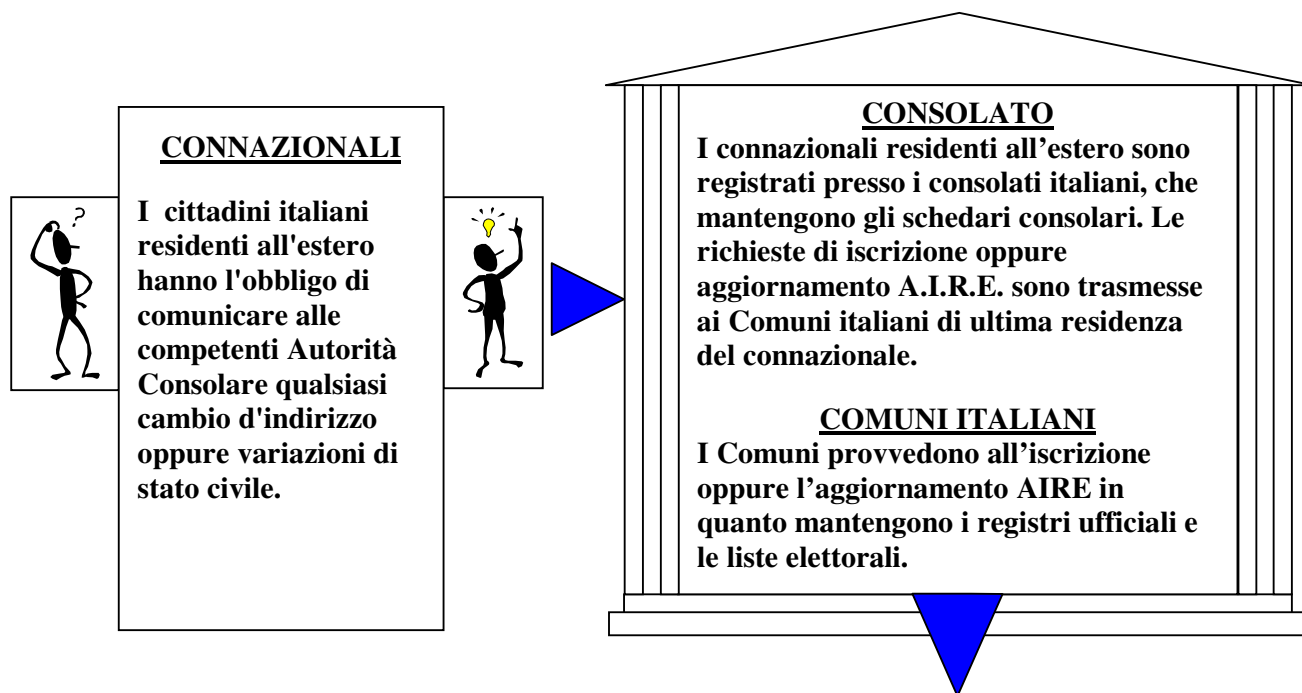 CONNAZIONALI
I cittadini italiani
residenti all'estero
hanno l'obbligo di
comunicare alle
competenti Autorità
Consolare qualsiasi
cambio d'indirizzo
oppure variazioni di
stato civile.
?
CONSOLATO
I connazionali residenti all’estero sono
registrati presso i consolati italiani, che
mantengono gli schedari consolari. Le
richieste di iscrizione oppure
aggiornamento A.I.R.E. sono trasmesse
ai Comuni italiani di ultima residenza
del connazionale.
COMUNI ITALIANI
I Comuni provvedono all’iscrizione
oppure l’aggiornamento AIRE in
quanto mantengono i registri ufficiali e
le liste elettorali.